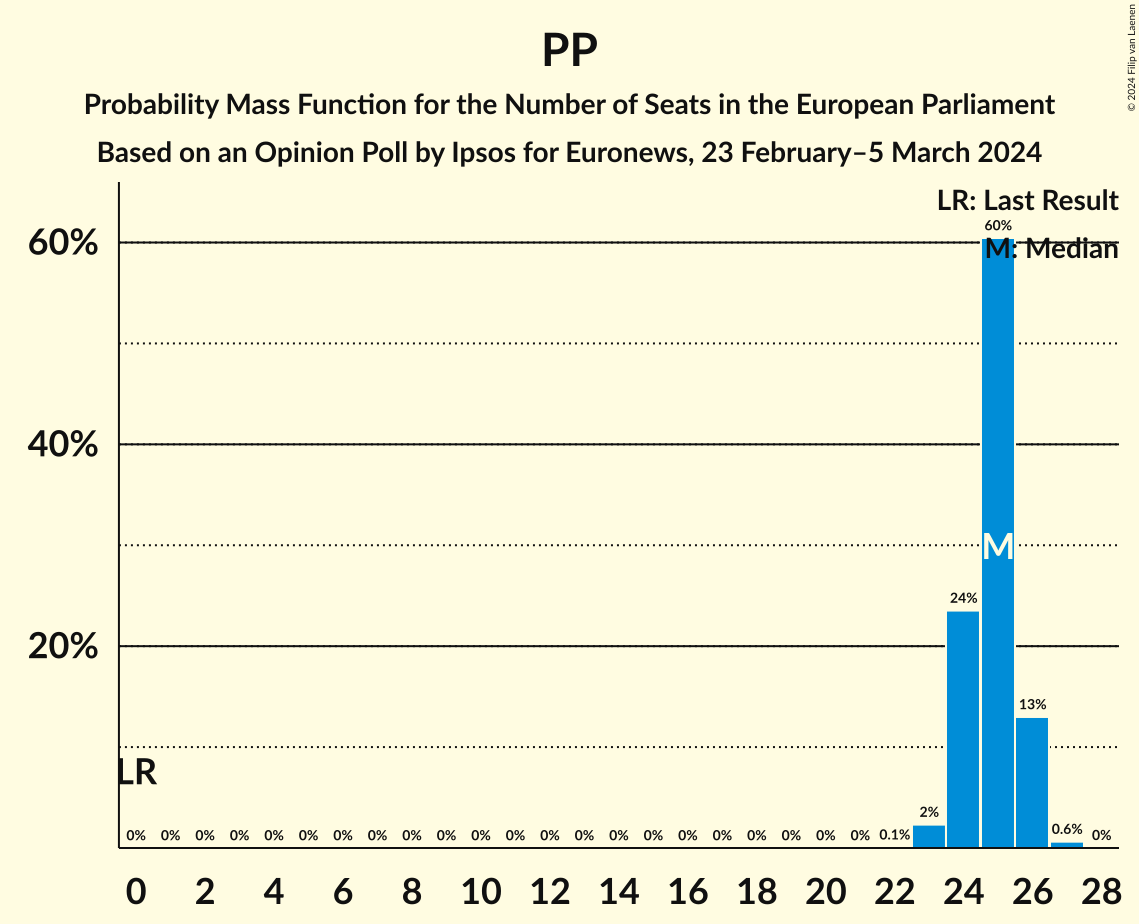 PP
Probability Mass Function for the Number of Seats in the European Parliament
Based on an Opinion Poll by Ipsos for Euronews, 23 February–5 March 2024
© 2024 Filip van Laenen
LR: Last Result
M: Median
60%
40%
20%
60%
M
24%
13%
LR
0% 0% 0% 0% 0% 0% 0% 0% 0% 0% 0% 0% 0% 0% 0% 0% 0% 0% 0% 0% 0% 0% 0.1% 2% 0.6% 0%
0 2 4 6 8 10 12 14 16 18 20 22 24 26 28